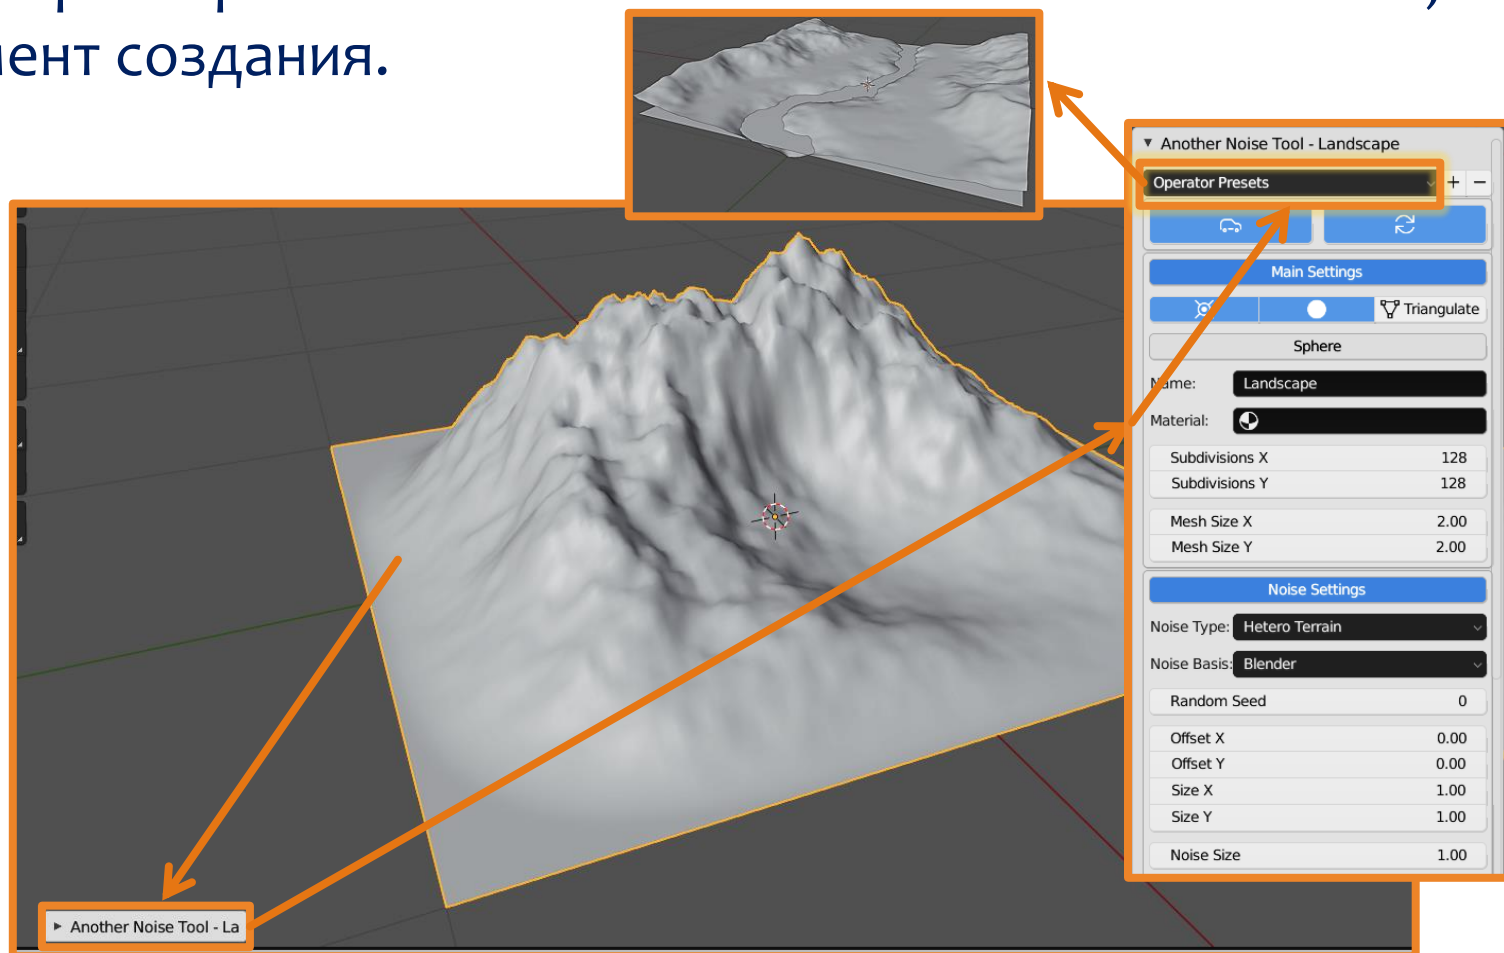 мент создания.
Another Noise Tool - Landscape
Operator Presets
+ −
Main Settings
Triangulate
Sphere
Name: Landscape
Material:
Subdivisions X 128
Subdivisions Y 128
Mesh Size X 2.00
Mesh Size Y 2.00
Noise Settings
Noise Type: Hetero Terrain
Noise Basis: Blender
Random Seed 0
Offset X 0.00
Offset Y 0.00
Size X 1.00
Size Y 1.00
Noise Size 1.00
Another Noise Tool - La